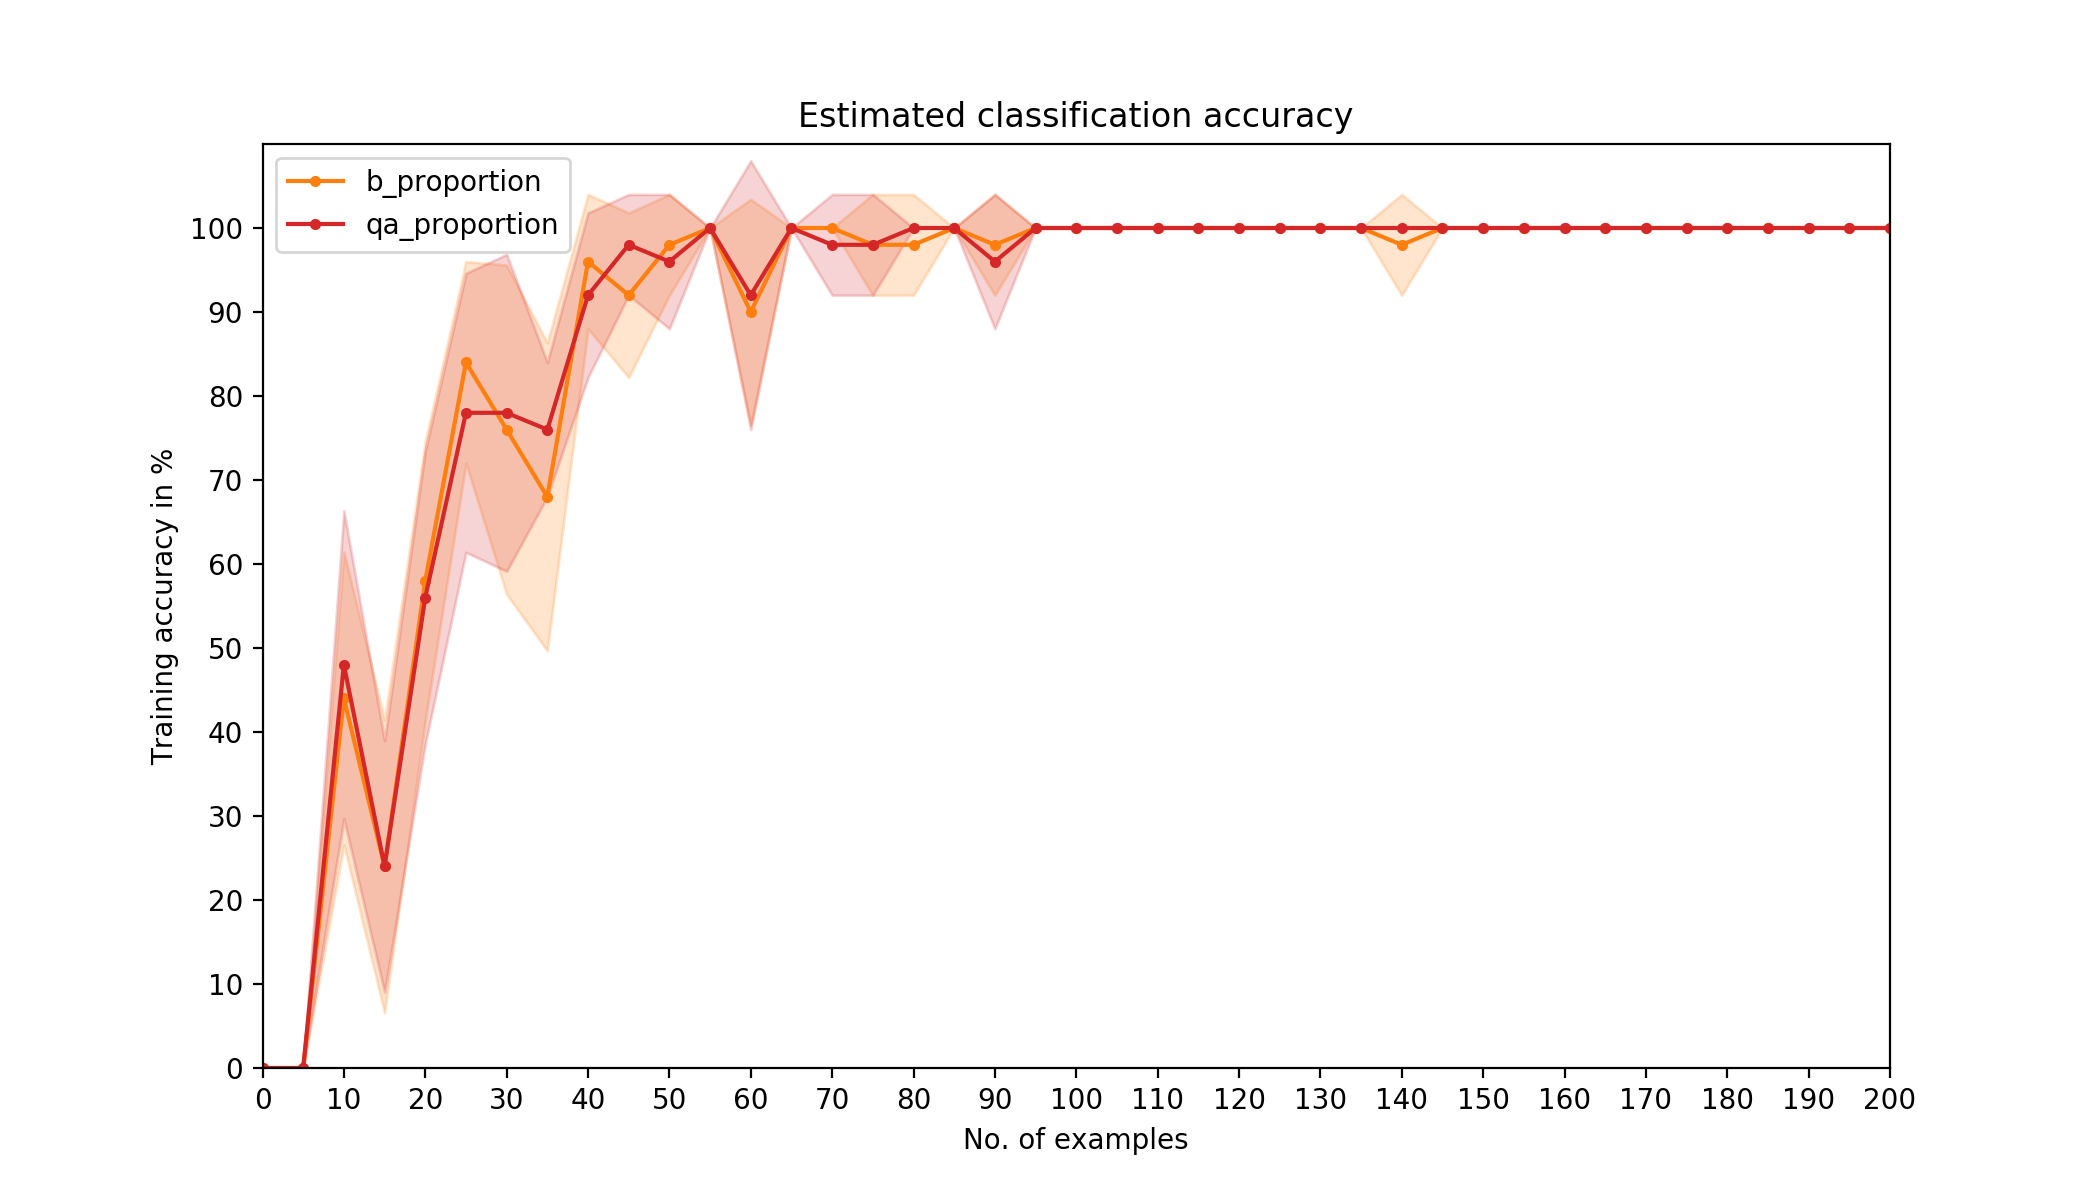 Estimated classification accuracy
b_proportion
qa_proportion
100
90
80
70
60
50
40
30
20
10
0
Training accuracy in %
0 10 20 30 40 50 60 70 80 90 100 110 120 130 140 150 160 170 180 190 200
No. of examples